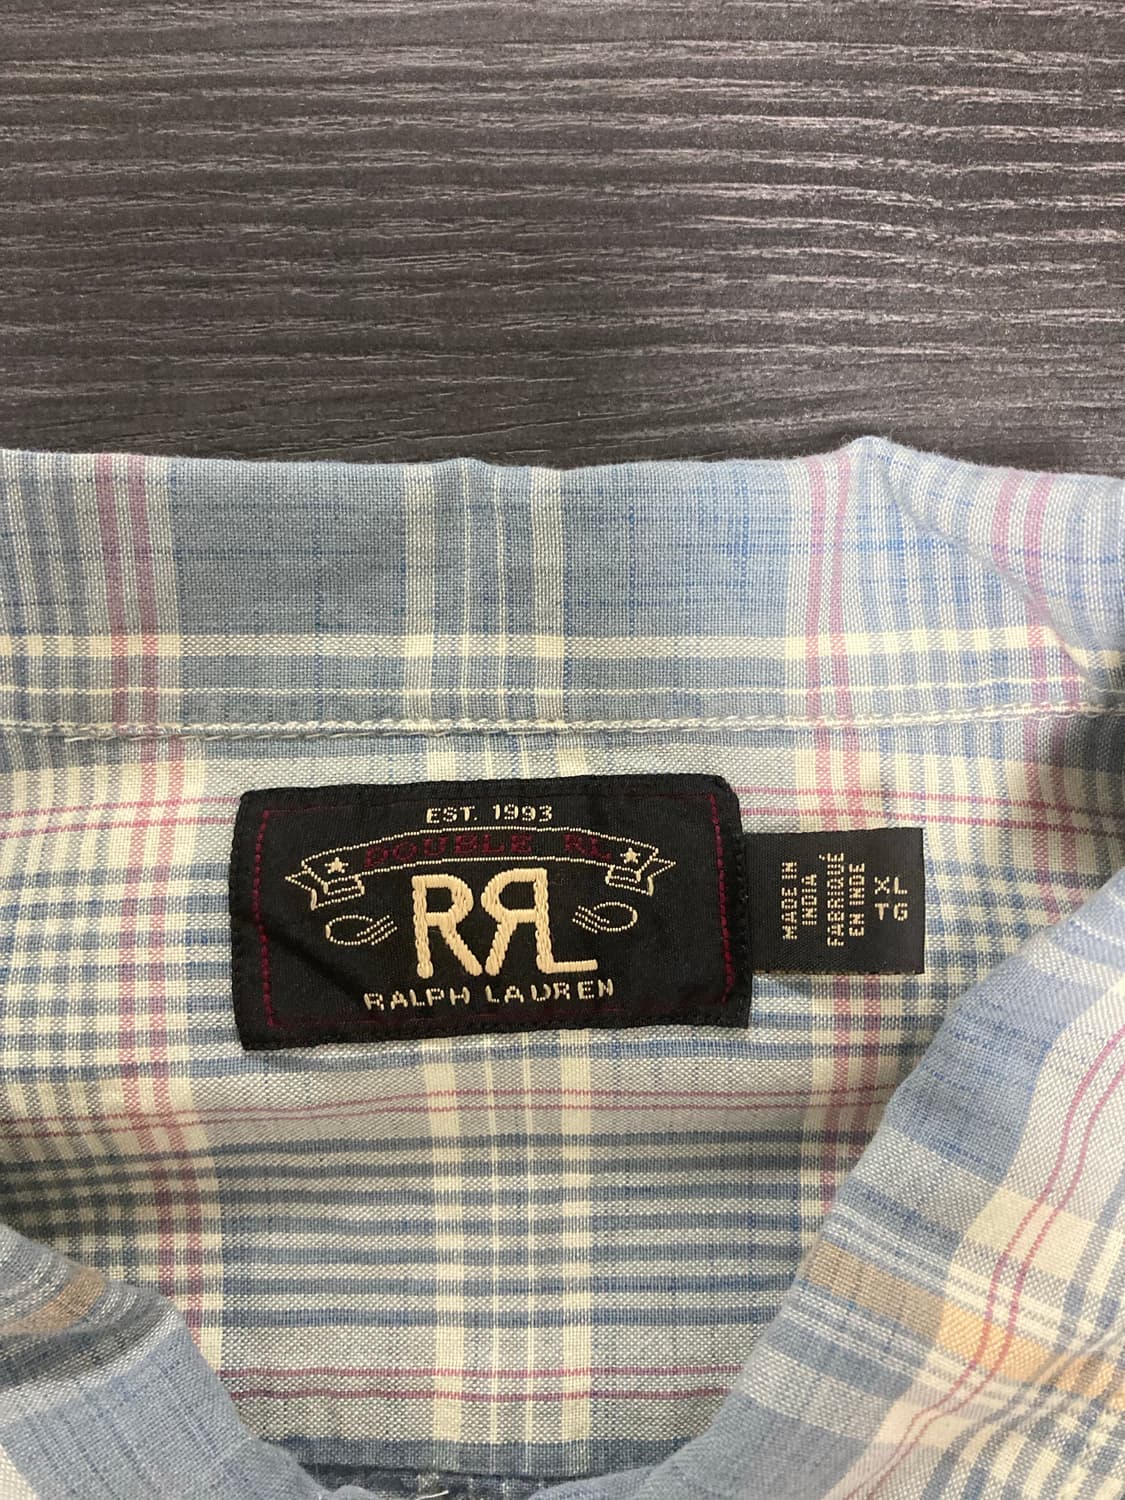 EST. 1993
DOUBLE RL
RRL
RALPH LAUREN
MADE IN
INDIA
FABRIQUÉ
EN INDE
XL
TG